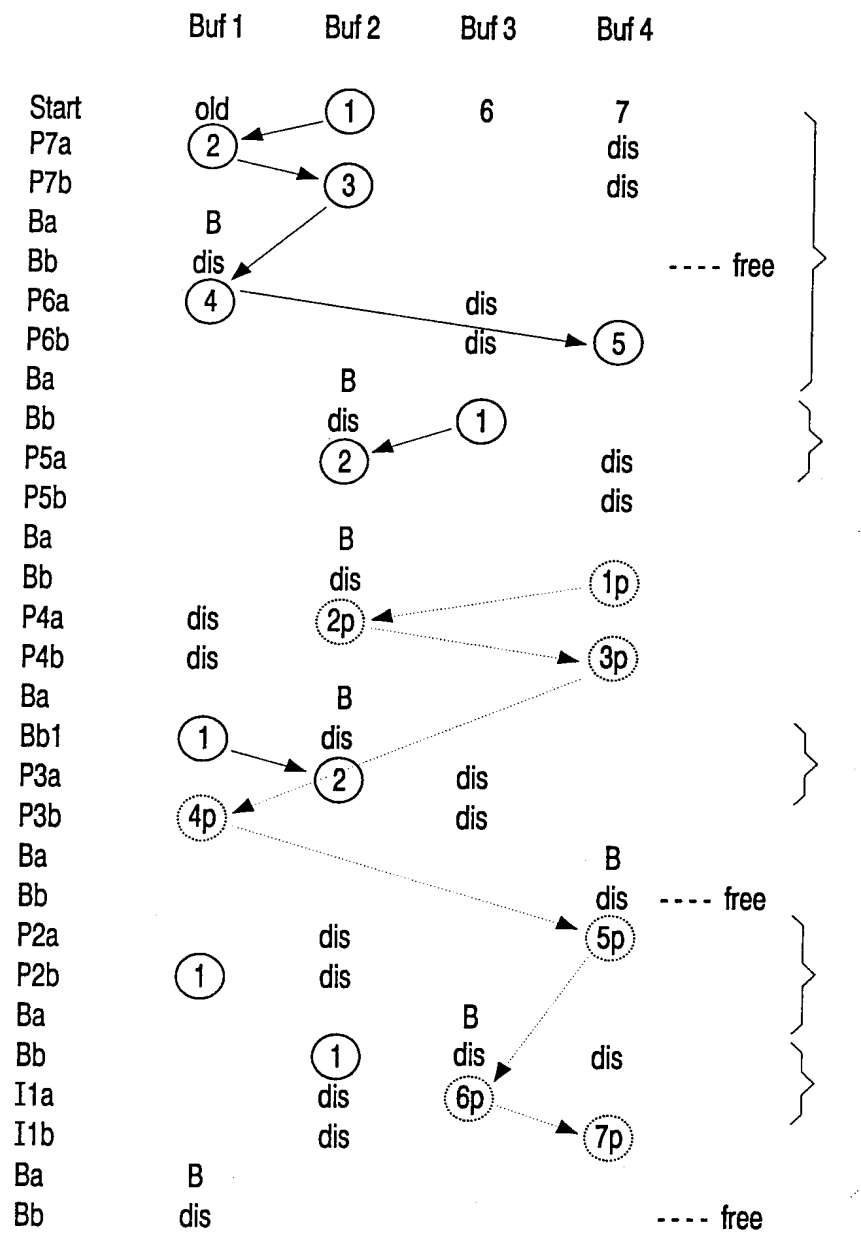 Buf 1 Buf 2 Buf 3 Buf 4
Start old 1 6 7
P7a 2 dis
P7b 3 dis
Ba B
Bb dis ---- free
P6a 4 dis
P6b dis 5
Ba B
Bb dis 1
P5a 2 dis
P5b dis
Ba B
Bb dis 1p
P4a dis 2p
P4b dis 3p
Ba B
Bb1 1 dis
P3a 2 dis
P3b 4p dis
Ba B
Bb dis ---- free
P2a dis 5p
P2b 1 dis
Ba B
Bb 1 dis dis
I1a dis 6p
I1b dis 7p
Ba B
Bb dis ---- free